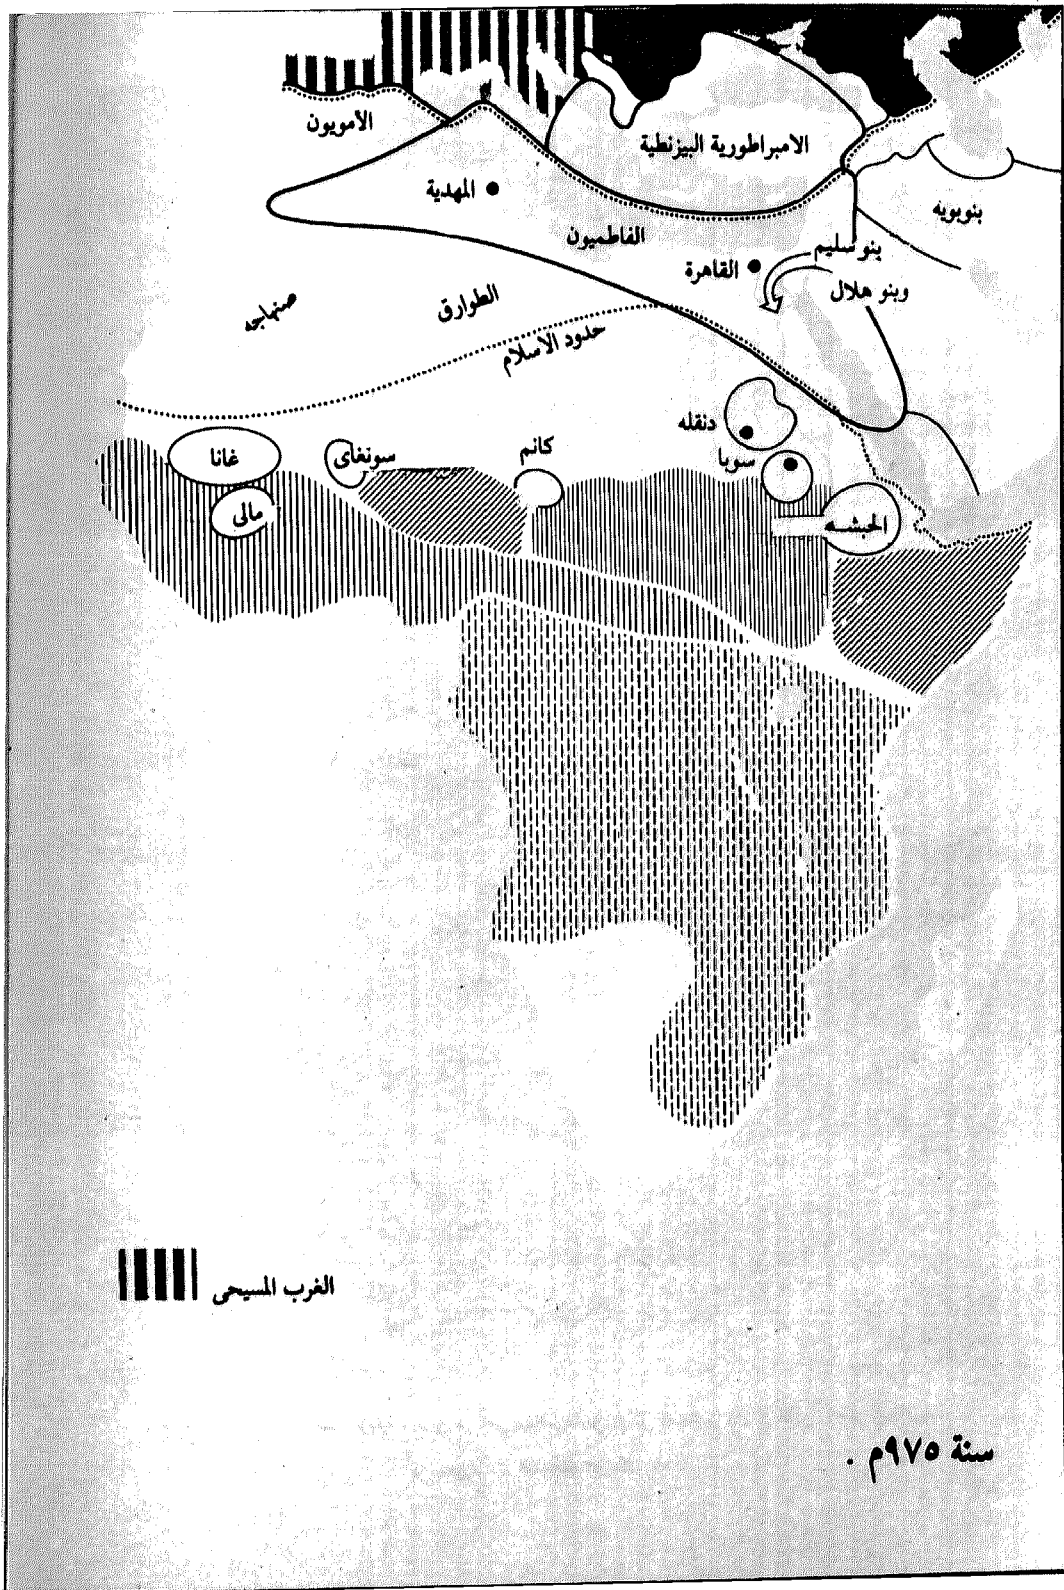 الأمويون
الامبراطورية البيزنطية
المهدية
بنوبويه
الفاطميون
بنو سليم
القاهرة
وبنو هلال
الطوارق
صنهاجه
حدود الاسلام
دنقله
سوبا
كانم
سونغاى
غانا
مالى
الحبشه
الغرب المسيحى
سنة ٩٧٥م .